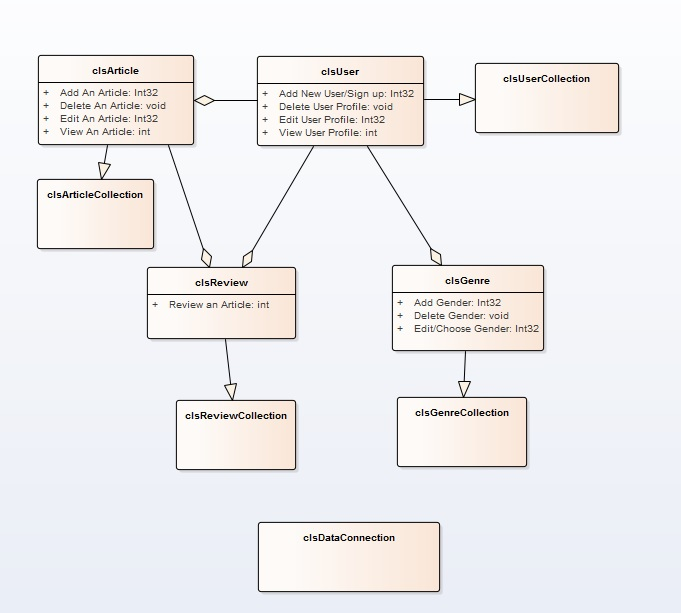 clsArticle
+ Add An Article: Int32
+ Delete An Article: void
+ Edit An Article: Int32
+ View An Article: int
clsUser
+ Add New User/Sign up: Int32
+ Delete User Profile: void
+ Edit User Profile: Int32
+ View User Profile: int
clsUserCollection
clsArticleCollection
clsReview
+ Review an Article: int
clsGenre
+ Add Gender: Int32
+ Delete Gender: void
+ Edit/Choose Gender: Int32
clsReviewCollection
clsGenreCollection
clsDataConnection